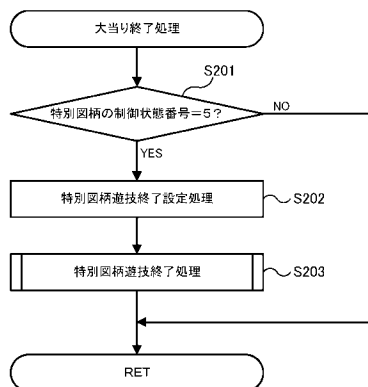 大当り終了処理
S201
特別図柄の制御状態番号=5?
NO
YES
特別図柄遊技終了設定処理
S202
特別図柄遊技終了処理
S203
RET